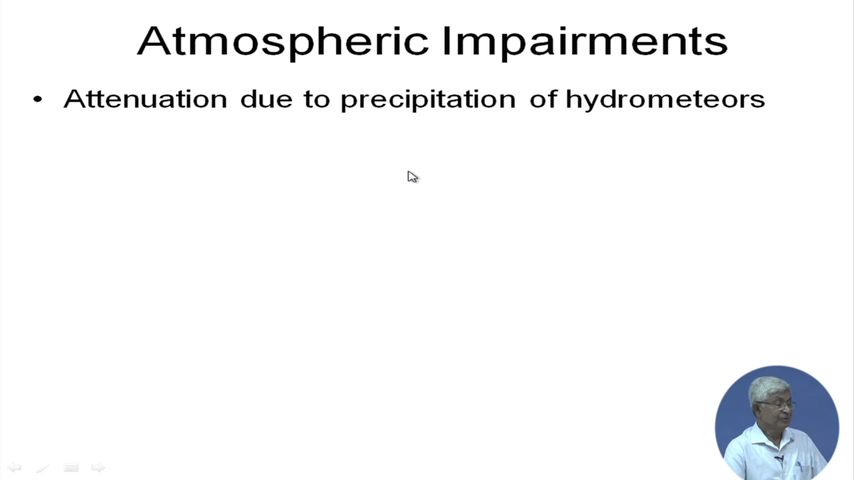 Atmospheric Impairments
• Attenuation due to precipitation of hydrometeors